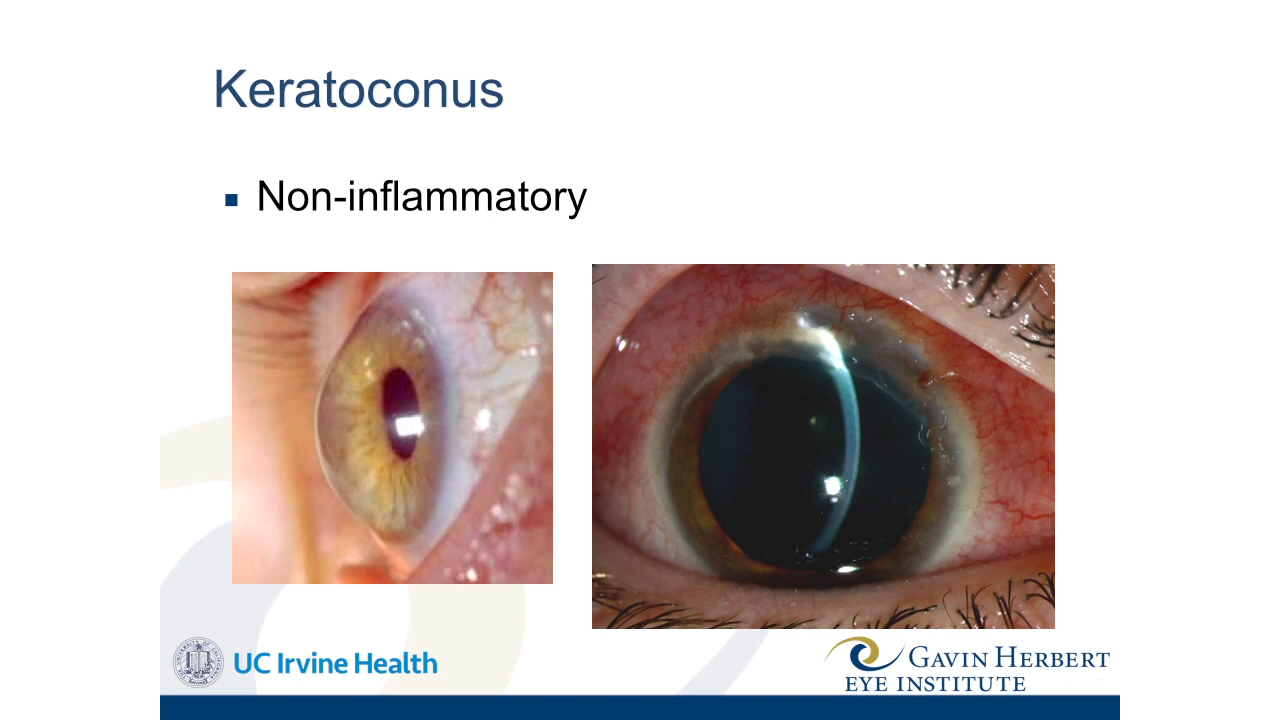 Keratoconus
Non-inflammatory
UC Irvine Health
GAVIN HERBERT
EYE INSTITUTE